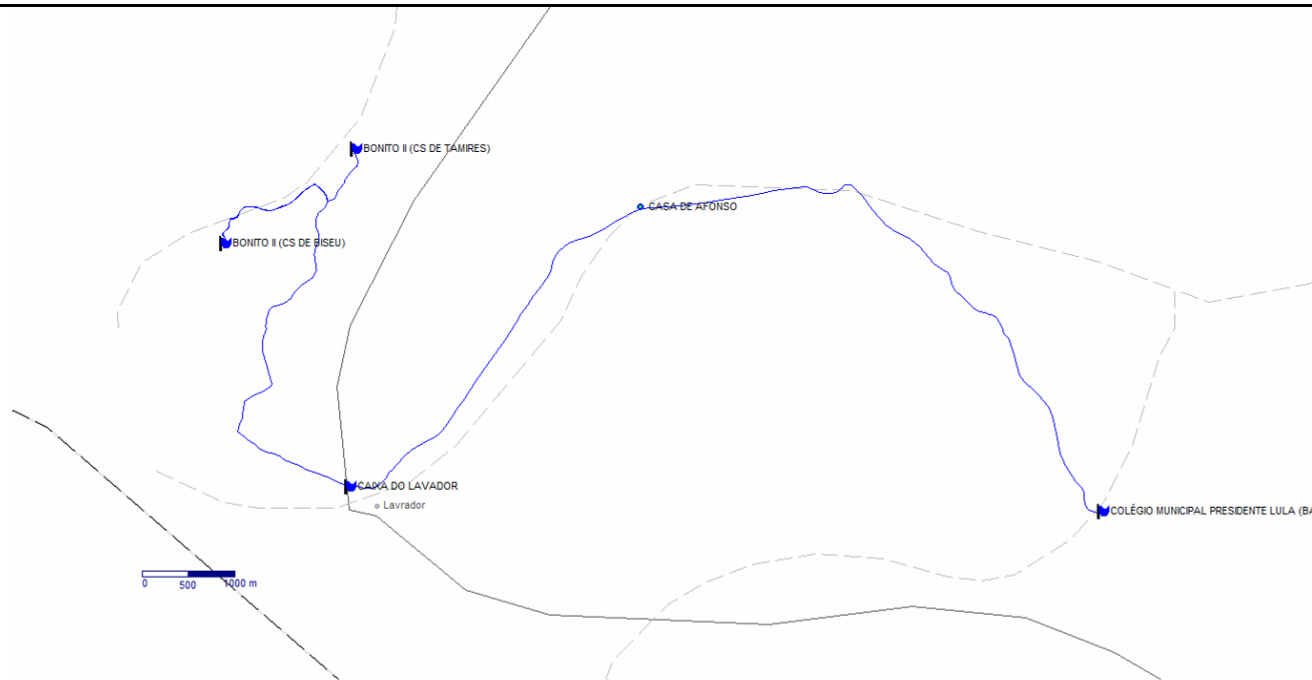 BONITO II (CS DE TAMIRES)
CASA DE AFONSO
BONITO II (CS DE BISEU)
CAIXA DO LAVADOR
Lavrador
COLÉGIO MUNICIPAL PRESIDENTE LULA (BA
0 500 1000 m